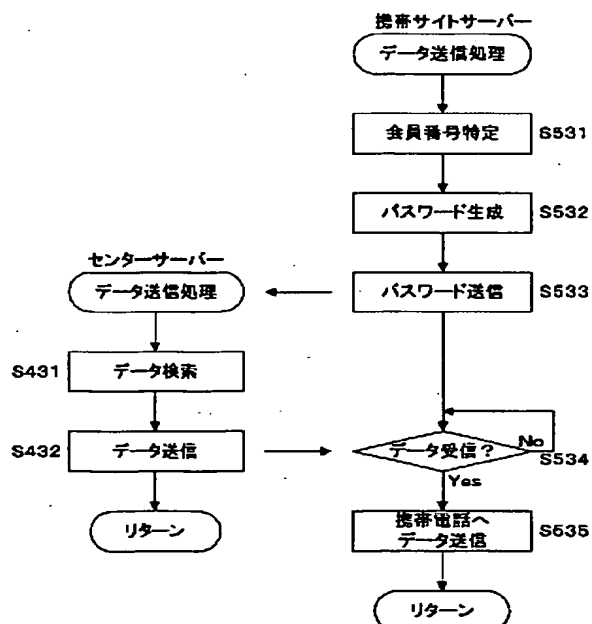 携帯サイトサーバー
データ送信処理
会員番号特定 S531
パスワード生成 S532
センターサーバー
データ送信処理
パスワード送信 S533
S431 データ検索
S432 データ送信
データ受信？ No S534
Yes
リターン
携帯電話へ
データ送信 S535
リターン